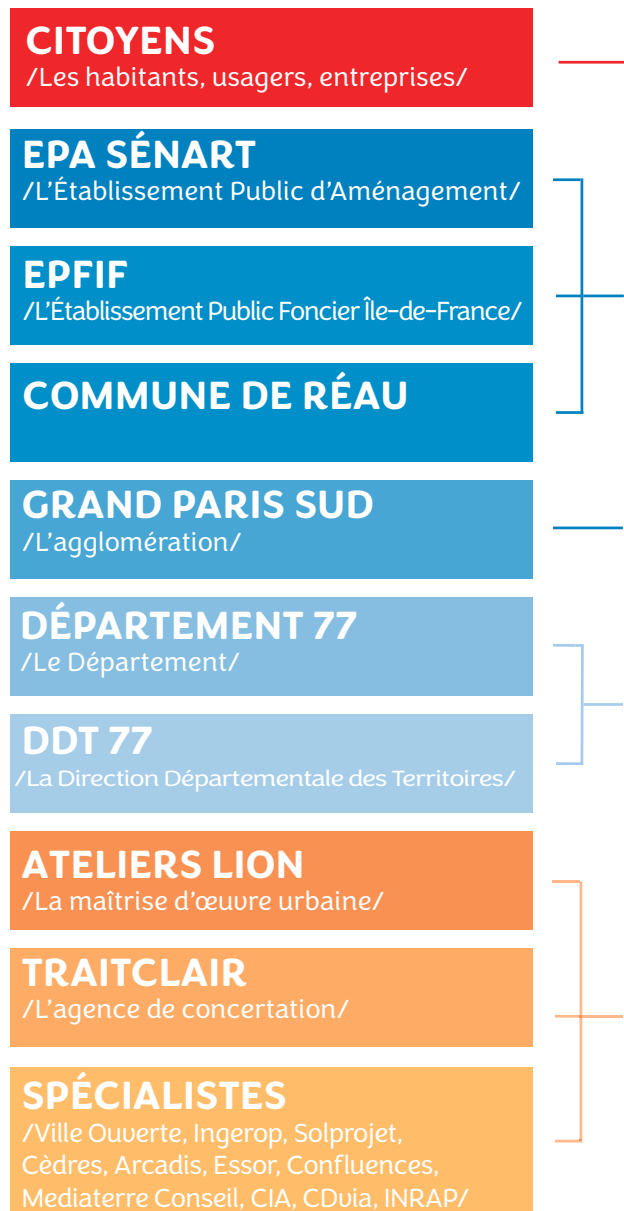 CITOYENS
/Les habitants, usagers, entreprises/
EPA SÉNART
/L'Établissement Public d'Aménagement/
EPFIF
/L'Établissement Public Foncier Île-de-France/
COMMUNE DE RÉAU
GRAND PARIS SUD
/L'agglomération/
DÉPARTEMENT 77
/Le Département/
DDT 77
/La Direction Départementale des Territoires/
ATELIERS LION
/La maîtrise d'œuvre urbaine/
TRAITCLAIR
/L'agence de concertation/
SPÉCIALISTES
/Ville Ouverte, Ingerop, Solprojet,
Cèdres, Arcadis, Essor, Confluences,
Mediaterre Conseil, CIA, CDvia, INRAP/